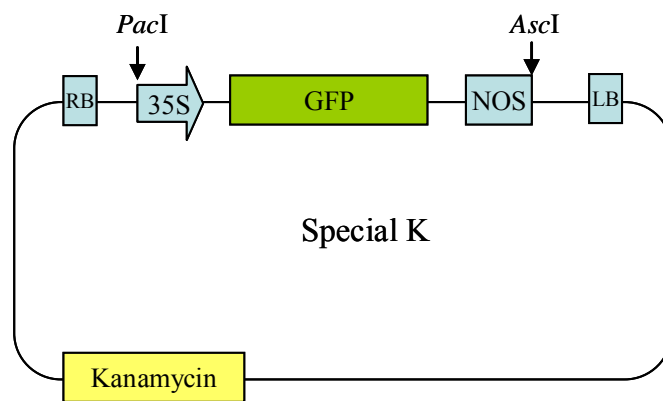 PacI
AscI
RB
35S
GFP
NOS
LB
Special K
Kanamycin